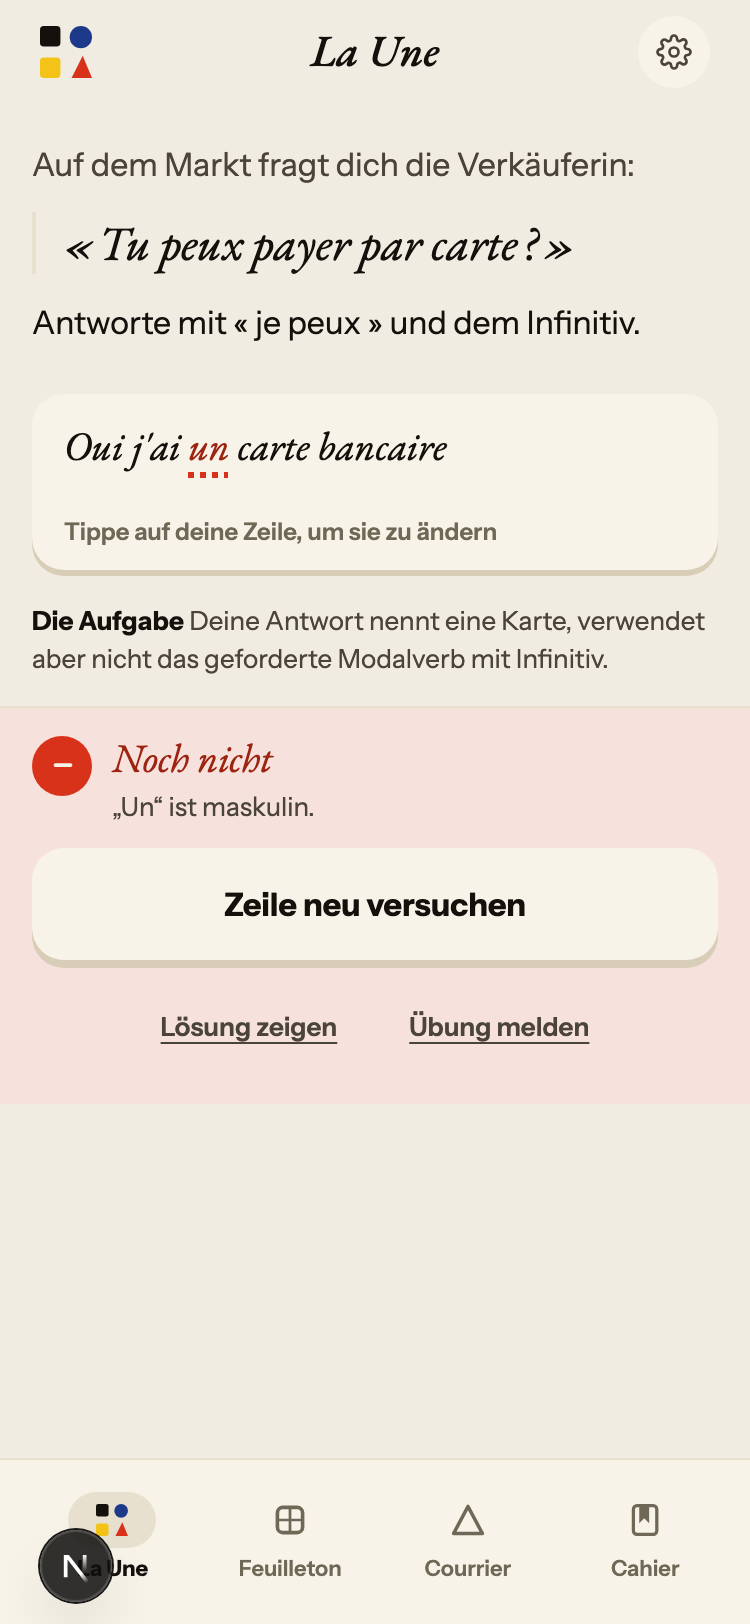 La Une
Auf dem Markt fragt dich die Verkäuferin:
« Tu peux payer par carte ? »
Antworte mit « je peux » und dem Infinitiv.
Oui j'ai un carte bancaire
Tippe auf deine Zeile, um sie zu ändern
Die Aufgabe Deine Antwort nennt eine Karte, verwendet
aber nicht das geforderte Modalverb mit Infinitiv.
Noch nicht
„Un“ ist maskulin.
Zeile neu versuchen
Lösung zeigen
Übung melden
La Une
Feuilleton
Courrier
Cahier
N